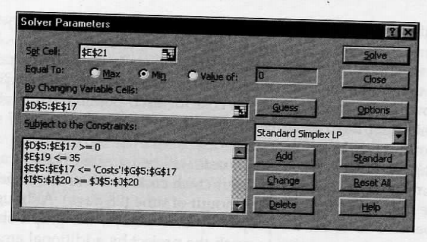 Solver Parameters
Set Cell: $E$21 Solve
Equal To: Max Min Value of: 0 Close
By Changing Variable Cells:
$D$5:$E$17 Guess Options
Subject to the Constraints: Standard Simplex LP
$D$5:$E$17 >= 0
$E$19 <= 35
$E$5:$E$17 <= 'Costs'!$G$5:$G$17
$I$5:$I$20 >= $J$5:$J$20
Add Standard
Change Reset All
Delete Help